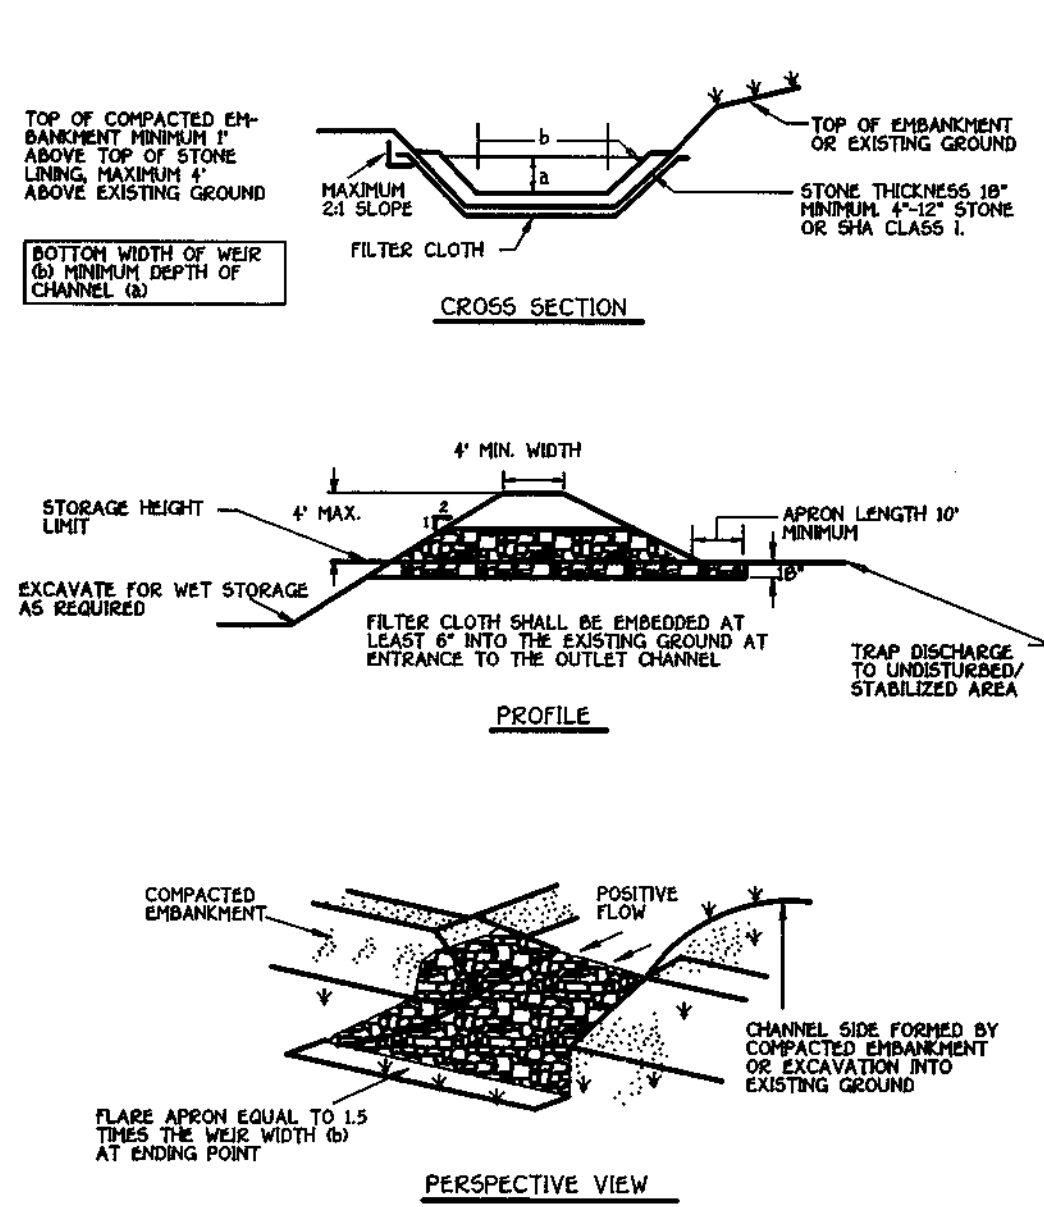 TOP OF COMPACTED EM-
BANKMENT MINIMUM 1'
ABOVE TOP OF STONE
LINING, MAXIMUM 4'
ABOVE EXISTING GROUND
BOTTOM WIDTH OF WEIR
(b) MINIMUM DEPTH OF
CHANNEL (a)
MAXIMUM
2:1 SLOPE
FILTER CLOTH
b
a
TOP OF EMBANKMENT
OR EXISTING GROUND
STONE THICKNESS 18"
MINIMUM. 4"-12" STONE
OR SHA CLASS I.
CROSS SECTION
4' MIN. WIDTH
STORAGE HEIGHT
LIMIT
4' MAX.
2
1
APRON LENGTH 10'
MINIMUM
18"
EXCAVATE FOR WET STORAGE
AS REQUIRED
FILTER CLOTH SHALL BE EMBEDDED AT
LEAST 6" INTO THE EXISTING GROUND AT
ENTRANCE TO THE OUTLET CHANNEL
TRAP DISCHARGE
TO UNDISTURBED/
STABILIZED AREA
PROFILE
COMPACTED
EMBANKMENT
POSITIVE
FLOW
CHANNEL SIDE FORMED BY
COMPACTED EMBANKMENT
OR EXCAVATION INTO
EXISTING GROUND
FLARE APRON EQUAL TO 1.5
TIMES THE WEIR WIDTH (b)
AT ENDING POINT
PERSPECTIVE VIEW